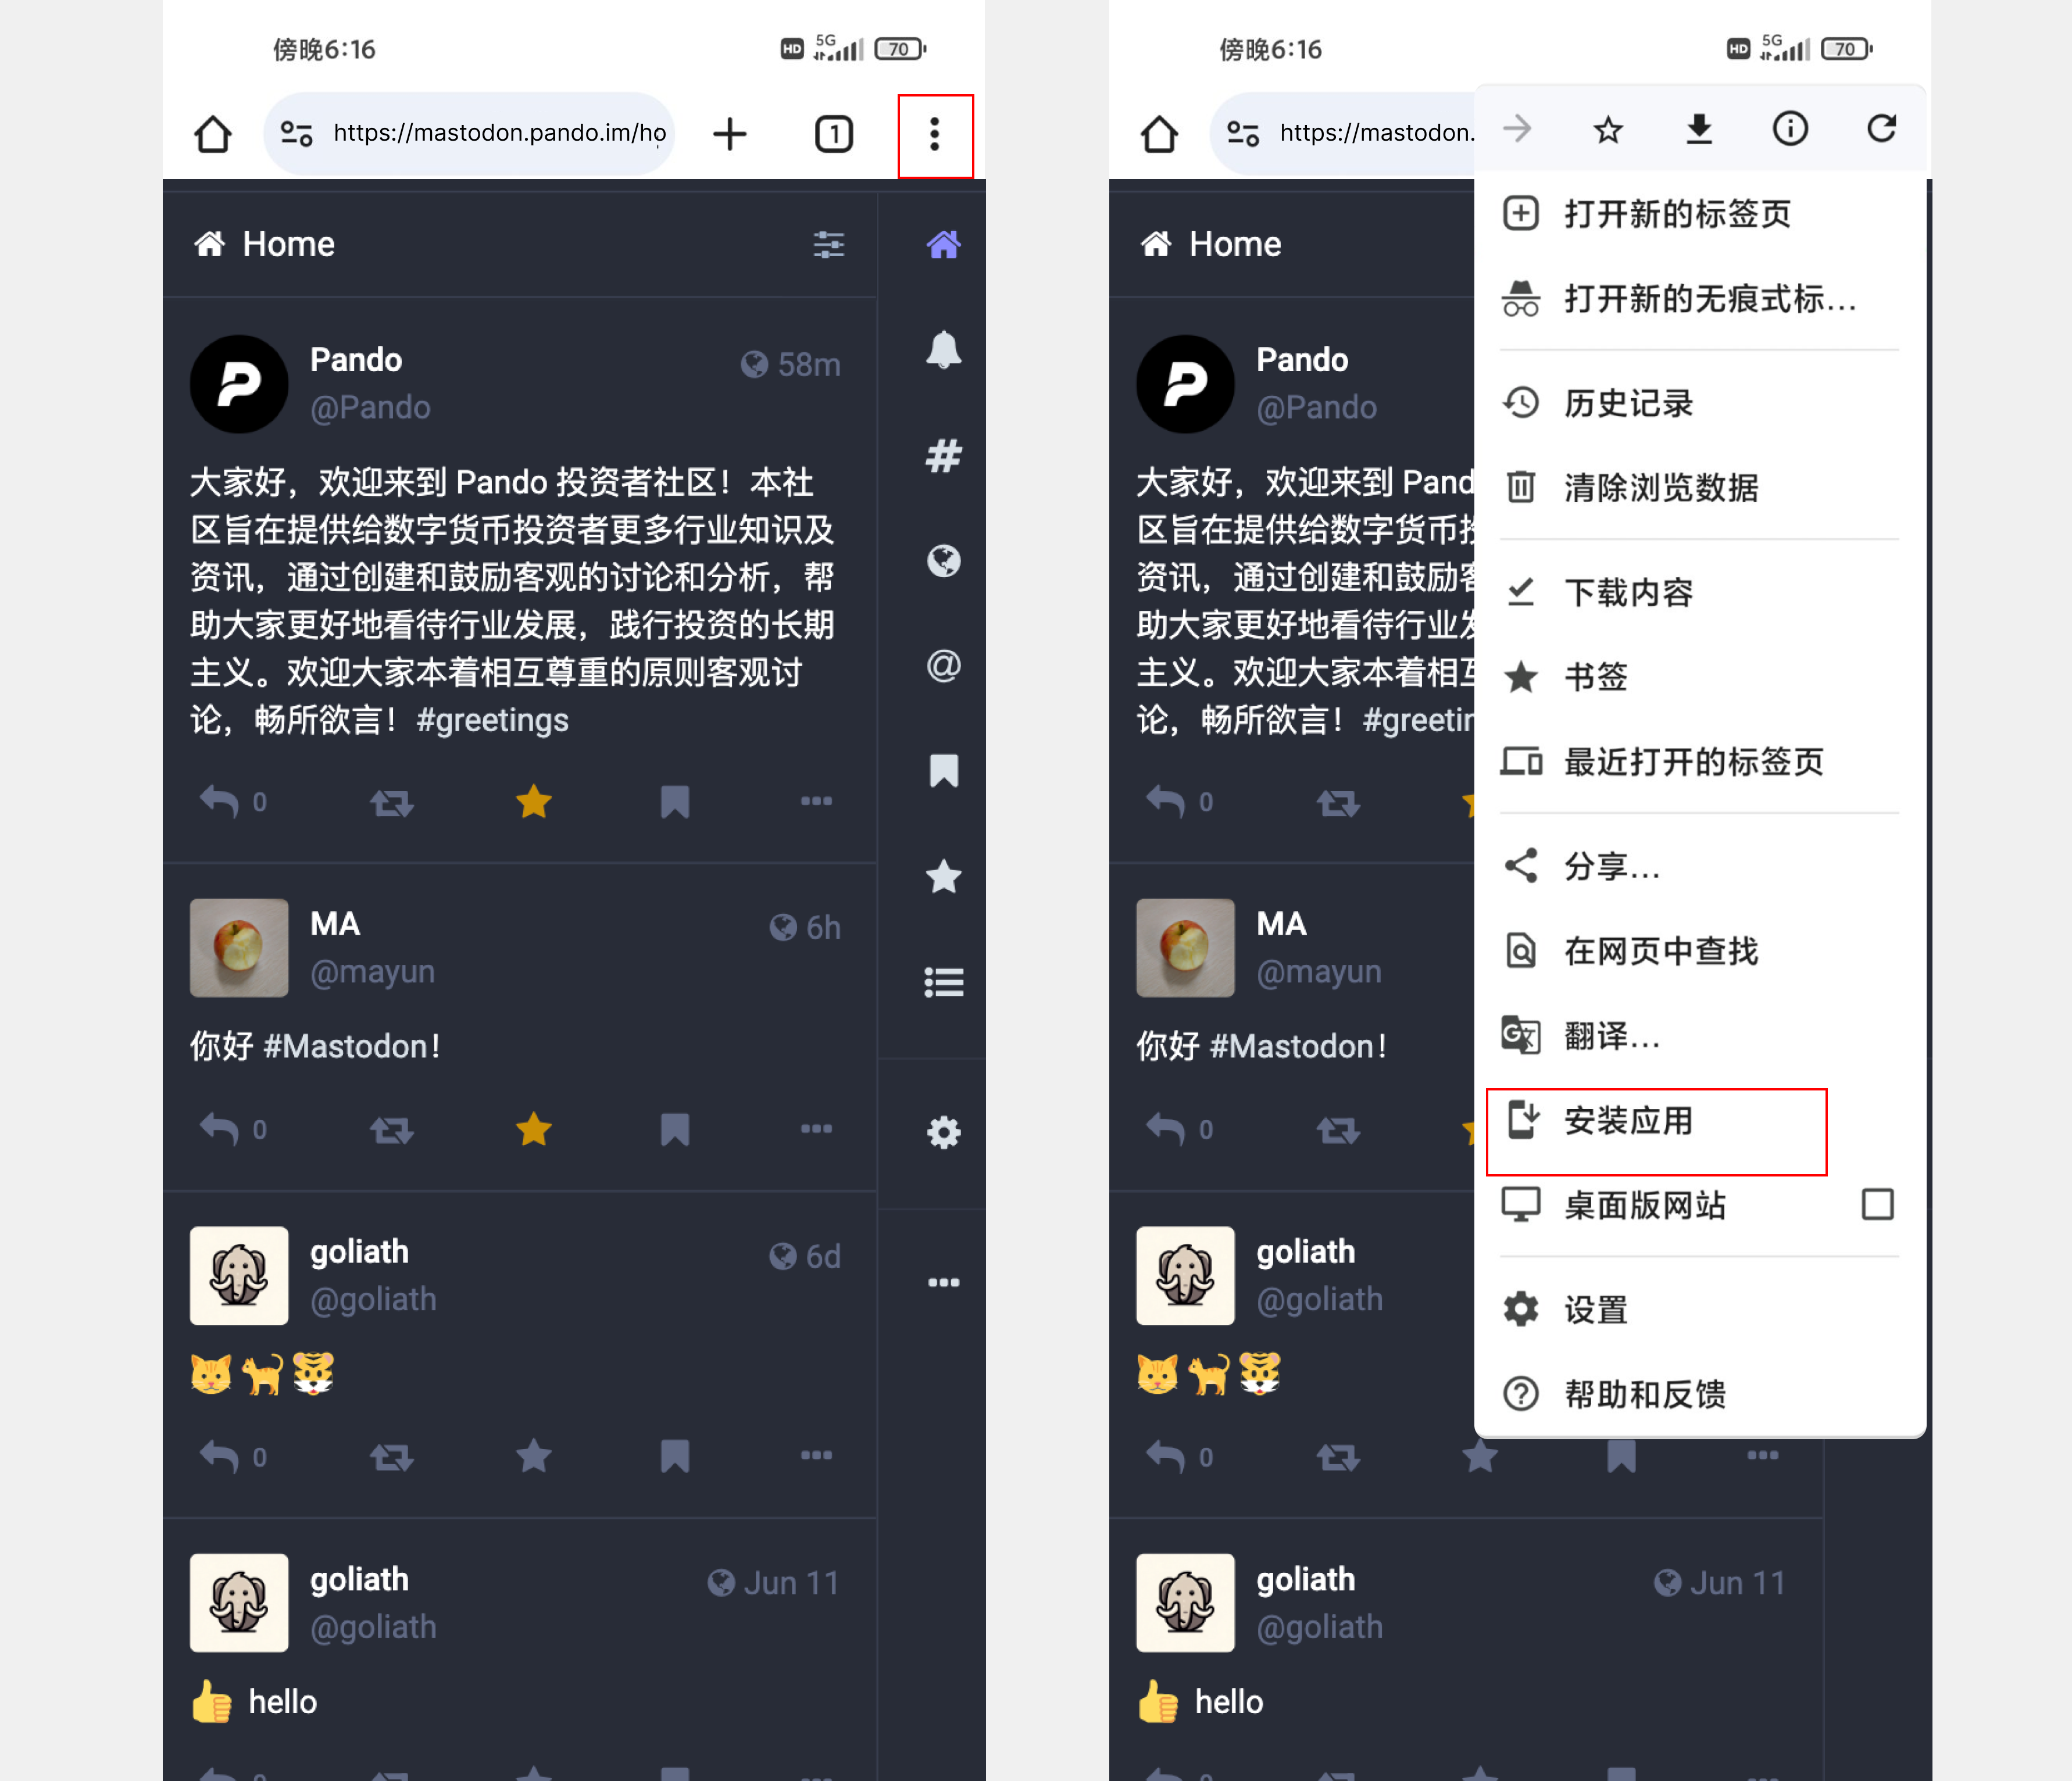 傍晚6:16
HD 5G 70
https://mastodon.pando.im/ho
1
Home
Pando
58m
@Pando
大家好，欢迎来到 Pando 投资者社区！本社
区旨在提供给数字货币投资者更多行业知识及
资讯，通过创建和鼓励客观的讨论和分析，帮
助大家更好地看待行业发展，践行投资的长期
主义。欢迎大家本着相互尊重的原则客观讨
论，畅所欲言！#greetings
0
MA
6h
@mayun
你好 #Mastodon！
0
goliath
6d
@goliath
0
goliath
Jun 11
@goliath
hello
傍晚6:16
HD 5G 70
https://mastodon.
Home
Pando
@Pando
大家好，欢迎来到 Pand
区旨在提供给数字货币
资讯，通过创建和鼓励
助大家更好地看待行业
主义。欢迎大家本着相
论，畅所欲言！#greetin
0
MA
@mayun
你好 #Mastodon！
0
goliath
@goliath
0
goliath
Jun 11
@goliath
hello
打开新的标签页
打开新的无痕式标...
历史记录
清除浏览数据
下载内容
书签
最近打开的标签页
分享...
在网页中查找
翻译...
安装应用
桌面版网站
设置
帮助和反馈